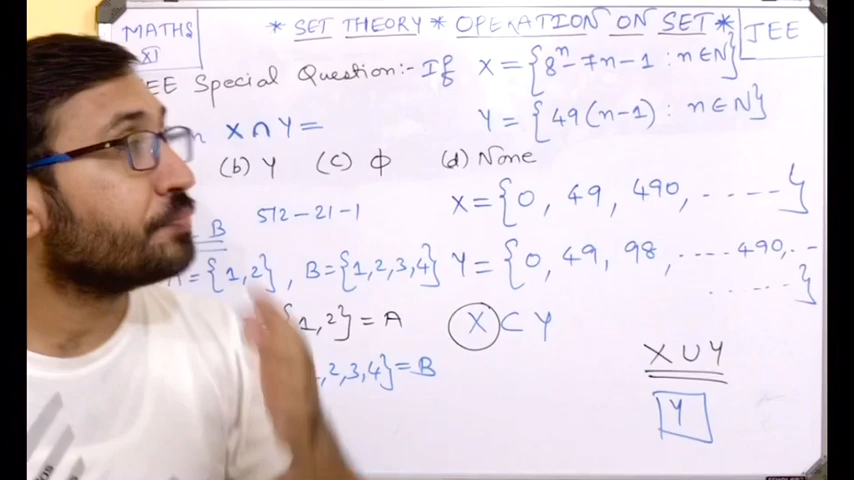 MATHS * SET THEORY * OPERATION ON SET * JEE
XI
Special Question:- If X = {8ⁿ-7n-1 : n∈N}
Y = {49(n-1) : n∈N}
X∩Y =
(b) Y (c) ϕ (d) None
B 512-21-1
X = {0, 49, 490, ------}
A = {1,2}, B = {1,2,3,4}
Y = {0, 49, 98, ....490,.--
......}
{1,2} = A
X⊂Y
2,3,4} = B
X∪Y
Y